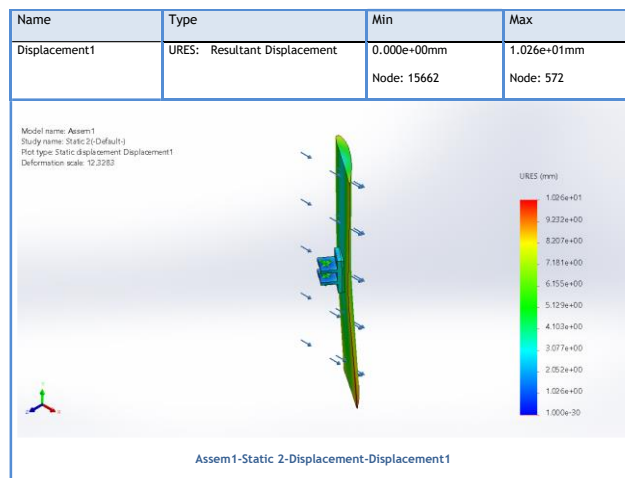 Name Type Min Max
Displacement1 URES: Resultant Displacement 0.000e+00mm 1.026e+01mm
Node: 15662 Node: 572
Model name: Assem1
Study name: Static 2(-Default-)
Plot type: Static displacement Displacement1
Deformation scale: 12.3283
URES (mm)
1.026e+01
9.232e+00
8.207e+00
7.181e+00
6.155e+00
5.129e+00
4.103e+00
3.077e+00
2.052e+00
1.026e+00
1.000e-30
Assem1-Static 2-Displacement-Displacement1